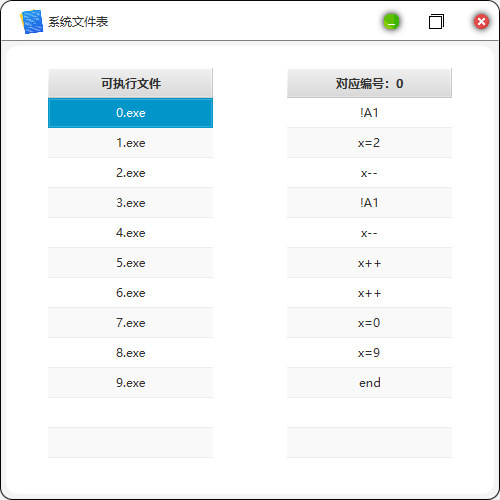 系统文件表
可执行文件
0.exe
1.exe
2.exe
3.exe
4.exe
5.exe
6.exe
7.exe
8.exe
9.exe
对应编号：0
!A1
x=2
x--
!A1
x--
x++
x++
x=0
x=9
end